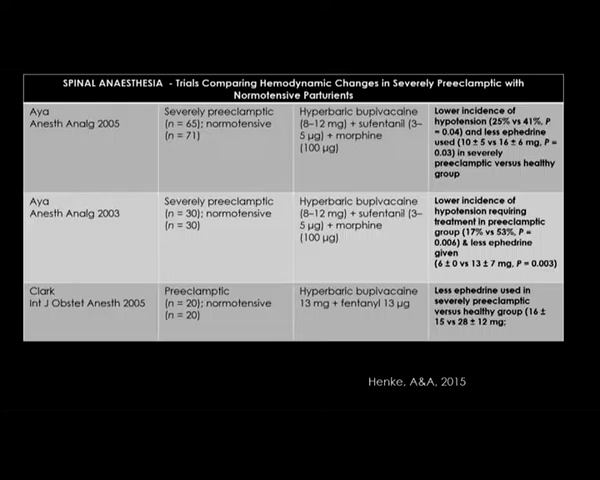 SPINAL ANAESTHESIA - Trials Comparing Hemodynamic Changes in Severely Preeclamptic with
Normotensive Parturients
Aya
Anesth Analg 2005
Severely preeclamptic
(n = 65); normotensive
(n = 71)
Hyperbaric bupivacaine
(8–12 mg) + sufentanil (3–
5 µg) + morphine
(100 µg)
Lower incidence of
hypotension (25% vs 41%, P
= 0.04) and less ephedrine
used (10 ± 5 vs 16 ± 6 mg, P =
0.03) in severely
preeclamptic versus healthy
group
Aya
Anesth Analg 2003
Severely preeclamptic
(n = 30); normotensive
(n = 30)
Hyperbaric bupivacaine
(8–12 mg) + sufentanil (3–
5 µg) + morphine
(100 µg)
Lower incidence of
hypotension requiring
treatment in preeclamptic
group (17% vs 53%, P =
0.006) & less ephedrine
given
(6 ± 0 vs 13 ± 7 mg, P = 0.003)
Clark
Int J Obstet Anesth 2005
Preeclamptic
(n = 20); normotensive
(n = 20)
Hyperbaric bupivacaine
13 mg + fentanyl 13 µg
Less ephedrine used in
severely preeclamptic
versus healthy group (16 ±
15 vs 28 ± 12 mg;
Henke, A&A, 2015